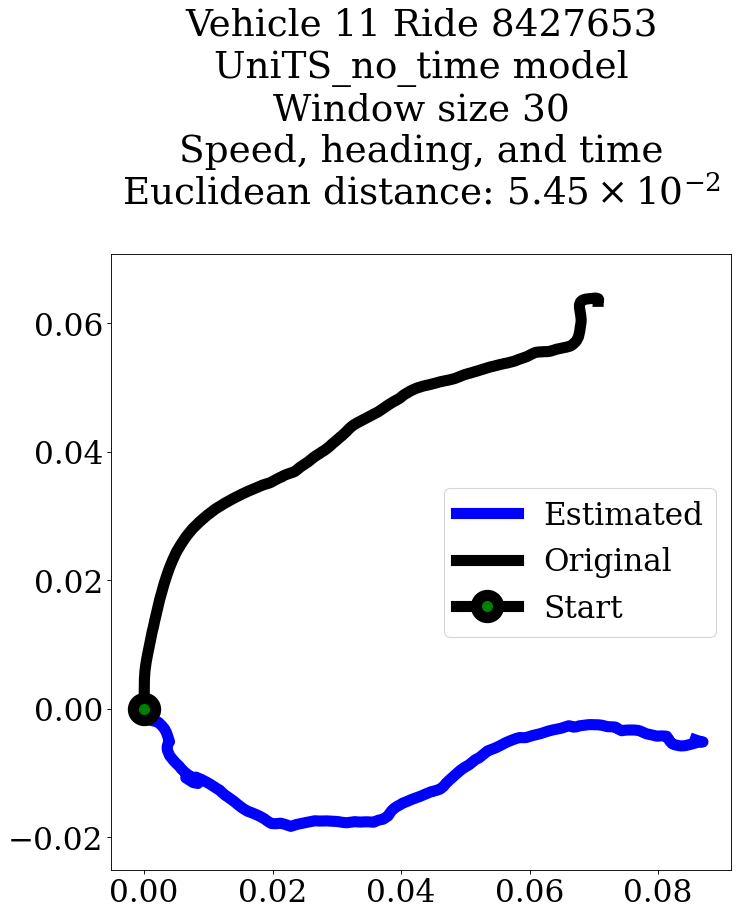 Vehicle 11 Ride 8427653
UniTS_no_time model
Window size 30
Speed, heading, and time
Euclidean distance: 5.45 × 10⁻²
0.06
0.04
0.02
0.00
−0.02
Estimated
Original
Start
0.00 0.02 0.04 0.06 0.08